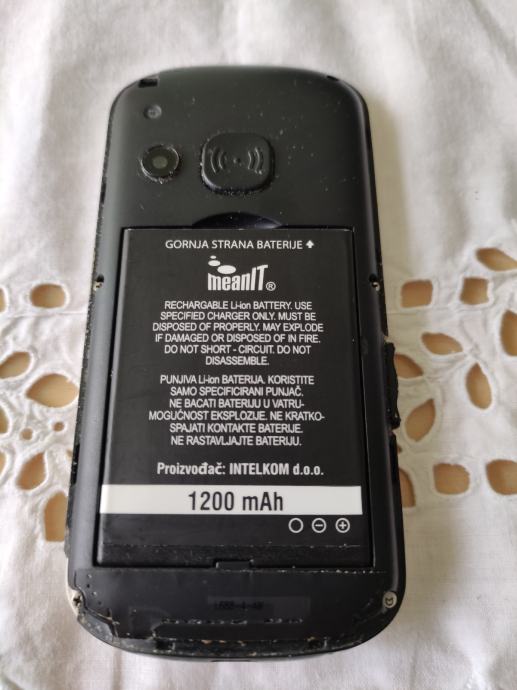 GORNJA STRANA BATERIJE
meanIT®
RECHARGABLE Li-ion BATTERY. USE
SPECIFIED CHARGER ONLY. MUST BE
DISPOSED OF PROPERLY. MAY EXPLODE
IF DAMAGED OR DISPOSED OF IN FIRE.
DO NOT SHORT - CIRCUIT. DO NOT
DISASSEMBLE.
PUNJIVA Li-ion BATERIJA. KORISTITE
SAMO SPECIFICIRANI PUNJAČ.
NE BACATI BATERIJU U VATRU-
MOGUĆNOST EKSPLOZJE. NE KRATKO-
SPAJATI KONTAKTE BATERIJE.
NE RASTAVLJAJTE BATERIJU.
Proizvođač: INTELKOM d.o.o.
1200 mAh